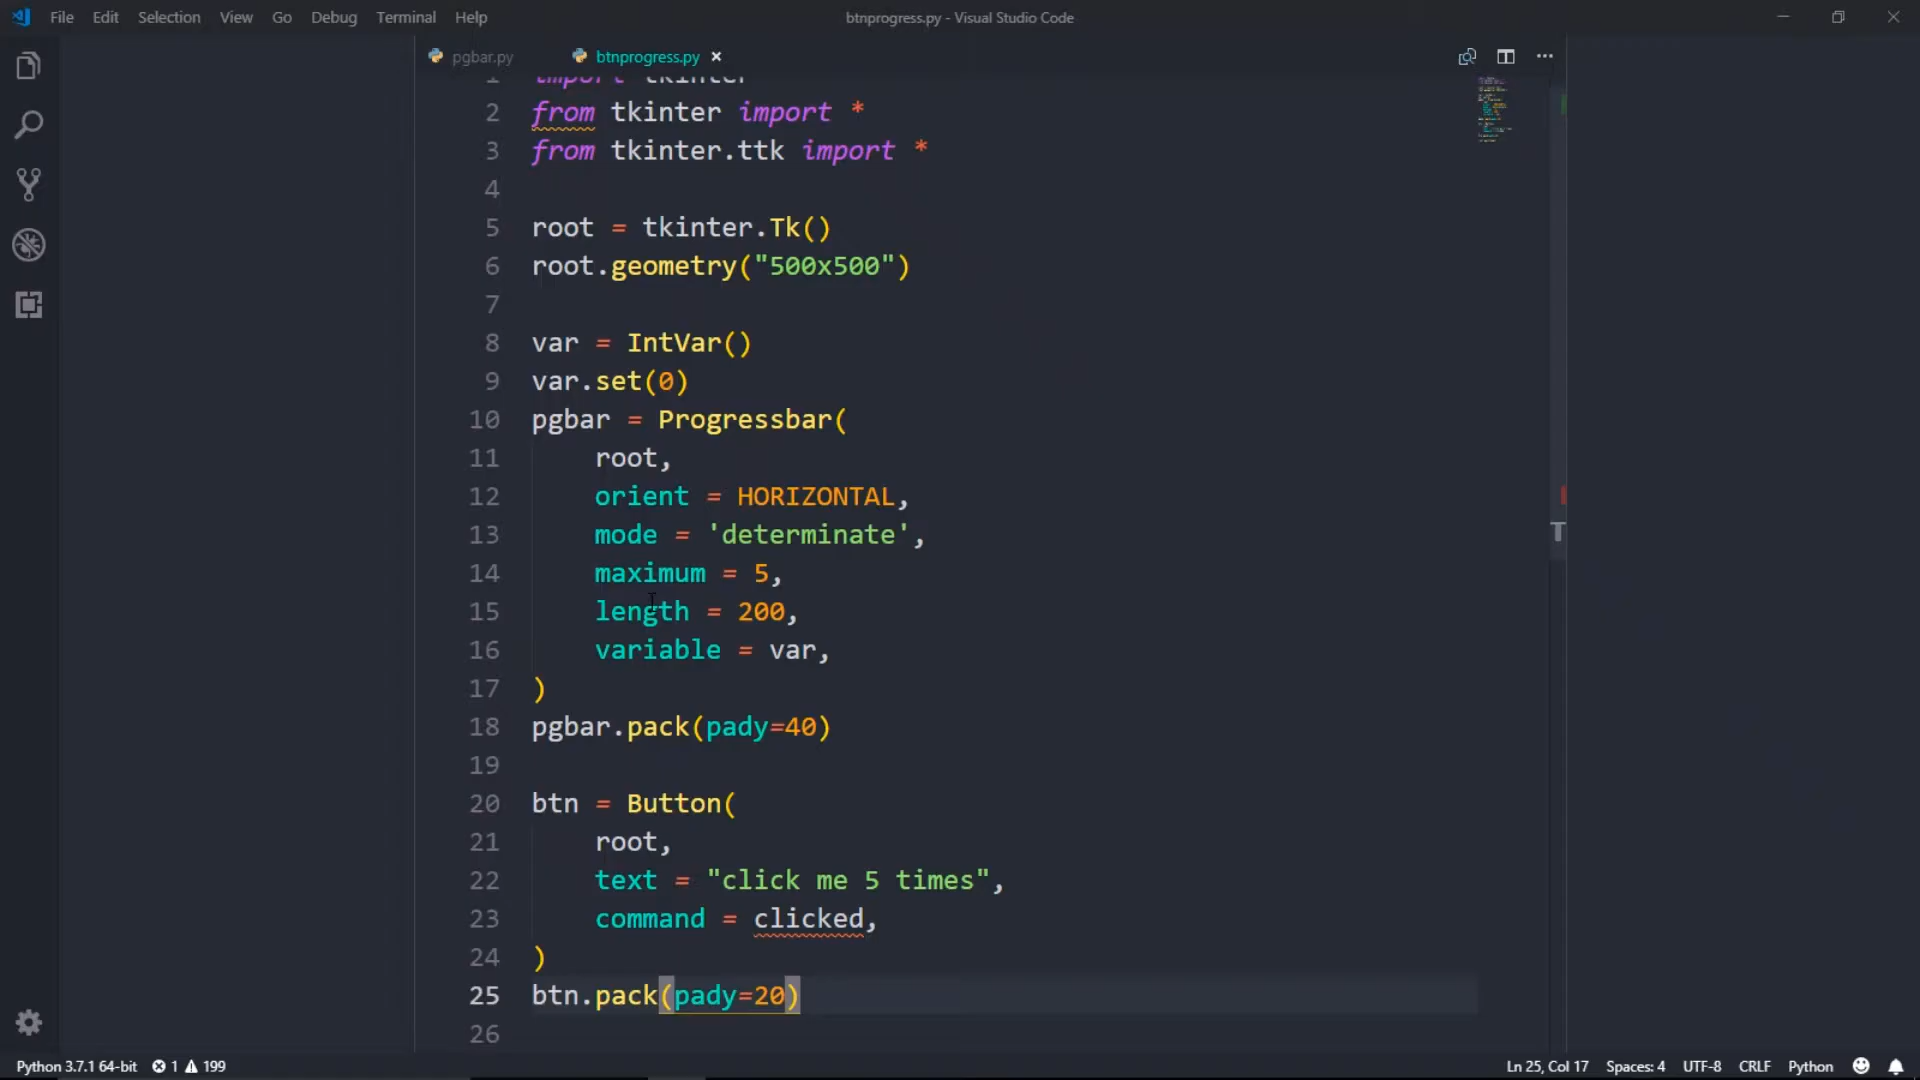 File Edit Selection View Go Debug Terminal Help btnprogress.py - Visual Studio Code
pgbar.py btnprogress.py
1 import tkinter
2 from tkinter import *
3 from tkinter.ttk import *
4
5 root = tkinter.Tk()
6 root.geometry("500x500")
7
8 var = IntVar()
9 var.set(0)
10 pgbar = Progressbar(
11 root,
12 orient = HORIZONTAL,
13 mode = 'determinate',
14 maximum = 5,
15 length = 200,
16 variable = var,
17 )
18 pgbar.pack(pady=40)
19
20 btn = Button(
21 root,
22 text = "click me 5 times",
23 command = clicked,
24 )
25 btn.pack(pady=20)
26
Python 3.7.1 64-bit 1 199 Ln 25, Col 17 Spaces: 4 UTF-8 CRLF Python